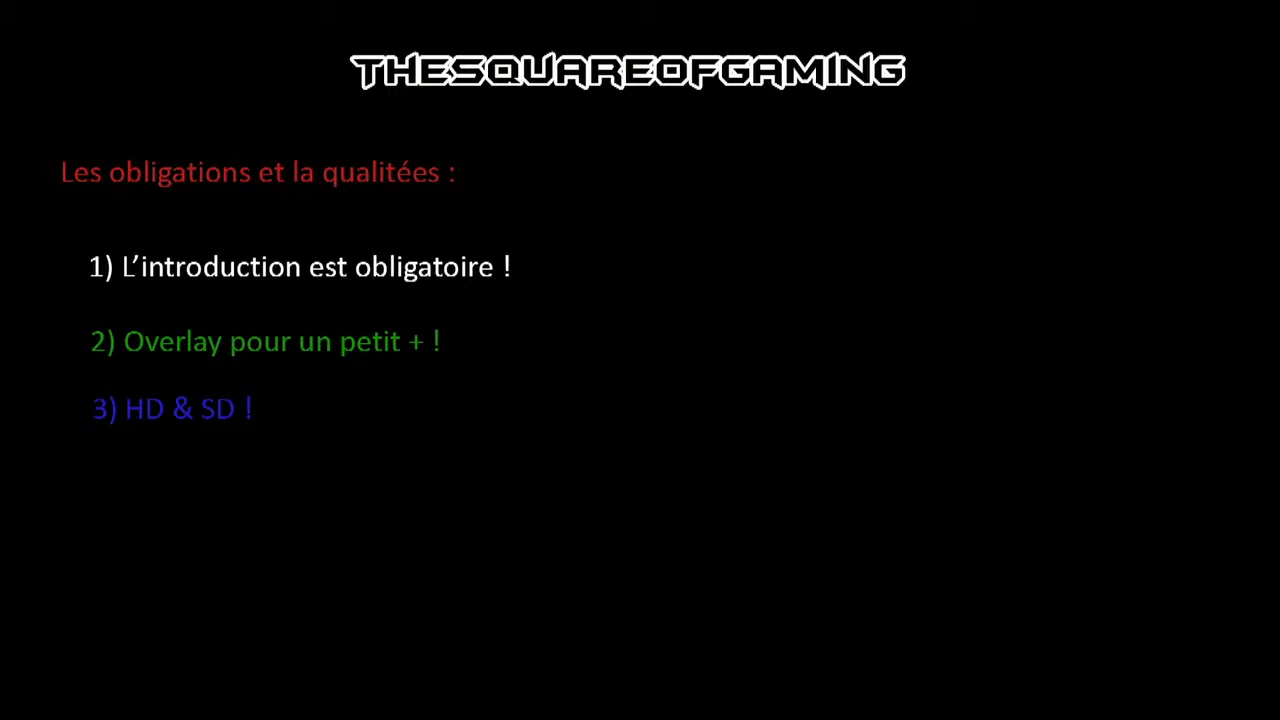 THESQUAREOFGAMING
Les obligations et la qualitées :
1) L’introduction est obligatoire !
2) Overlay pour un petit + !
3) HD & SD !